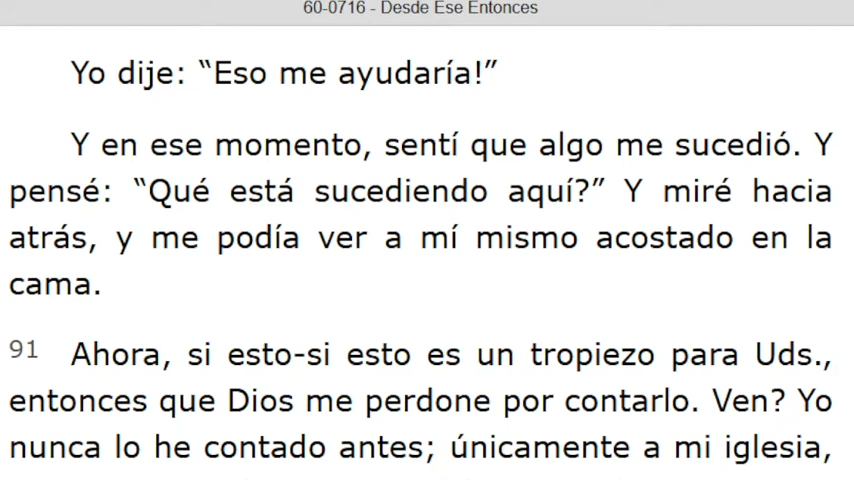 60-0716 - Desde Ese Entonces
Yo dije: “Eso me ayudaría!”
Y en ese momento, sentí que algo me sucedió. Y
pensé: “Qué está sucediendo aquí?” Y miré hacia
atrás, y me podía ver a mí mismo acostado en la
cama.
91 Ahora, si esto-si esto es un tropiezo para Uds.,
entonces que Dios me perdone por contarlo. Ven? Yo
nunca lo he contado antes; únicamente a mi iglesia,